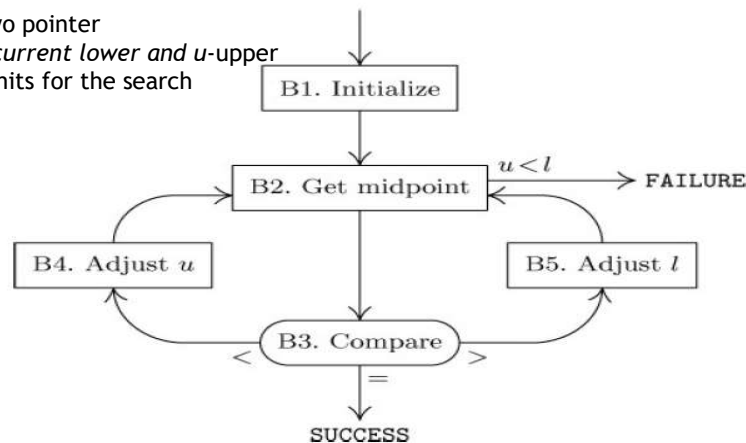 vo pointer
current lower and u-upper
nits for the search
B1. Initialize
B2. Get midpoint
u<l
FAILURE
B4. Adjust u
B5. Adjust l
B3. Compare
<
>
=
SUCCESS